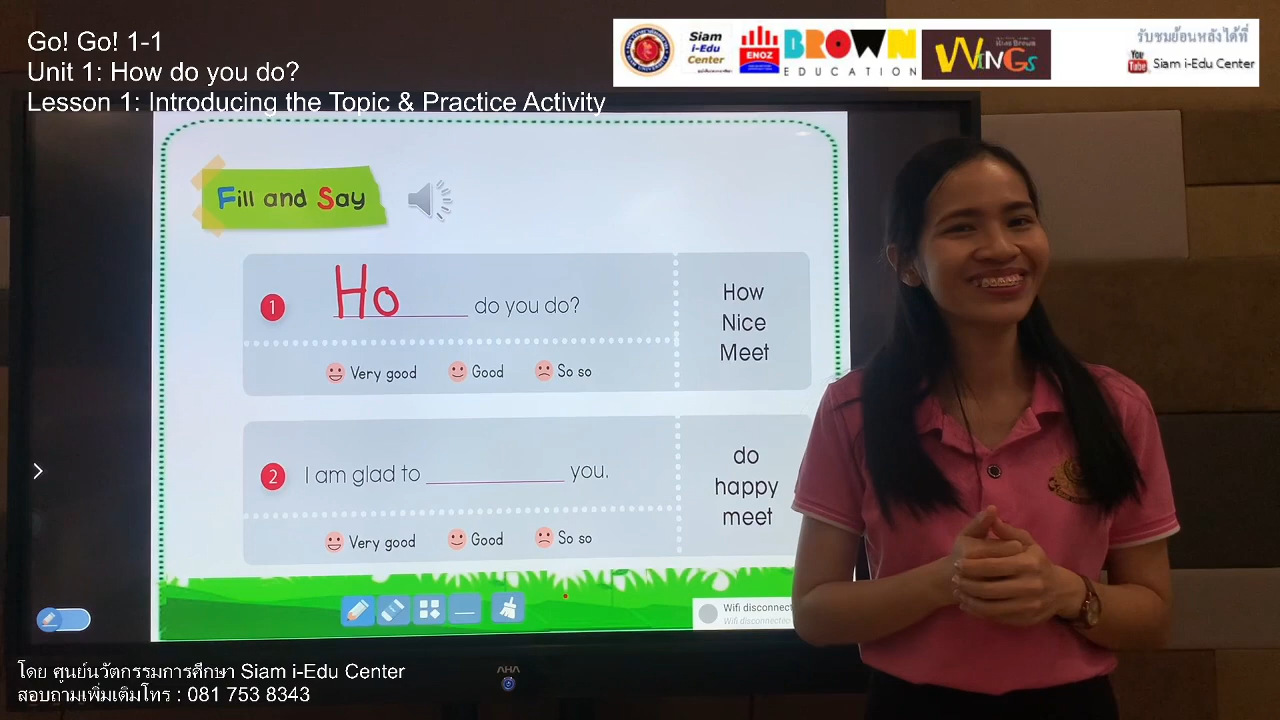 Go! Go! 1-1
Unit 1: How do you do?
Lesson 1: Introducing the Topic & Practice Activity
Siam
i-Edu
Center
ENOZ
BROWN
EDUCATION
WINGS
รับชมย้อนหลังได้ที่
You
Tube
Siam i-Edu Center
Fill and Say
1
Ho do you do?
Very good
Good
So so
How
Nice
Meet
2
I am glad to ____________ you.
Very good
Good
So so
do
happy
meet
Wifi disconnect
โดย ศูนย์นวัตกรรมการศึกษา Siam i-Edu Center
สอบถามเพิ่มเติมโทร : 081 753 8343
AHA